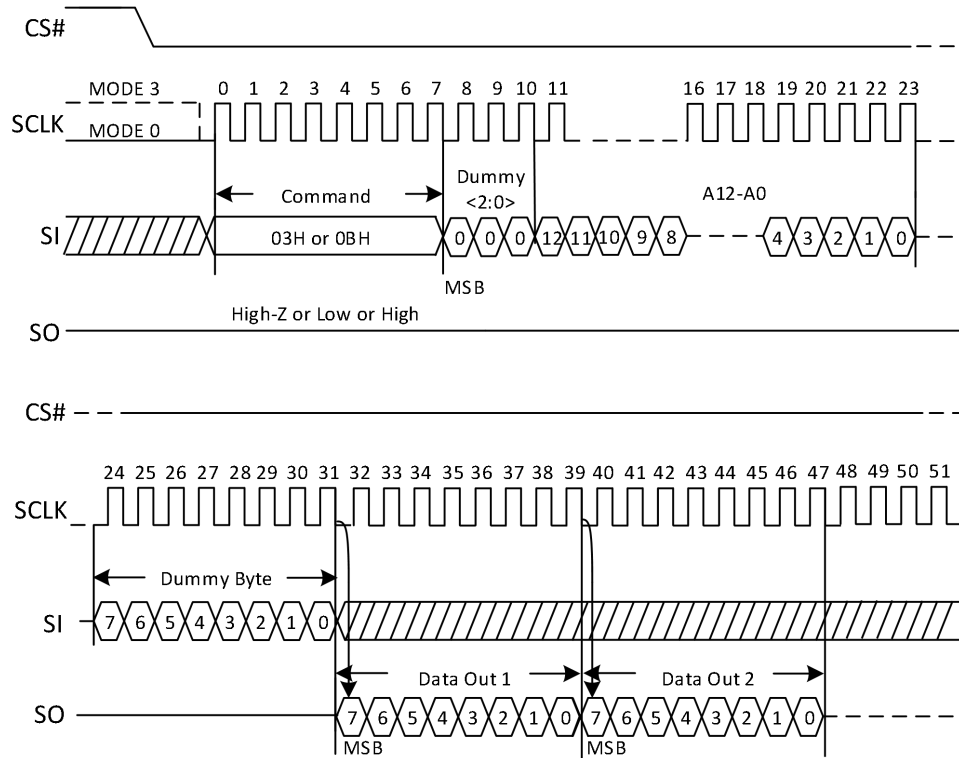 CS#
MODE 3
0 1 2 3 4 5 6 7 8 9 10 11 16 17 18 19 20 21 22 23
SCLK
MODE 0
Dummy
<2:0>
Command
A12-A0
SI
03H or 0BH
0 0 0 12 11 10 9 8 4 3 2 1 0
MSB
High-Z or Low or High
SO
CS#
24 25 26 27 28 29 30 31 32 33 34 35 36 37 38 39 40 41 42 43 44 45 46 47 48 49 50 51
SCLK
Dummy Byte
SI
7 6 5 4 3 2 1 0
Data Out 1
Data Out 2
SO
7 6 5 4 3 2 1 0 7 6 5 4 3 2 1 0
MSB
MSB